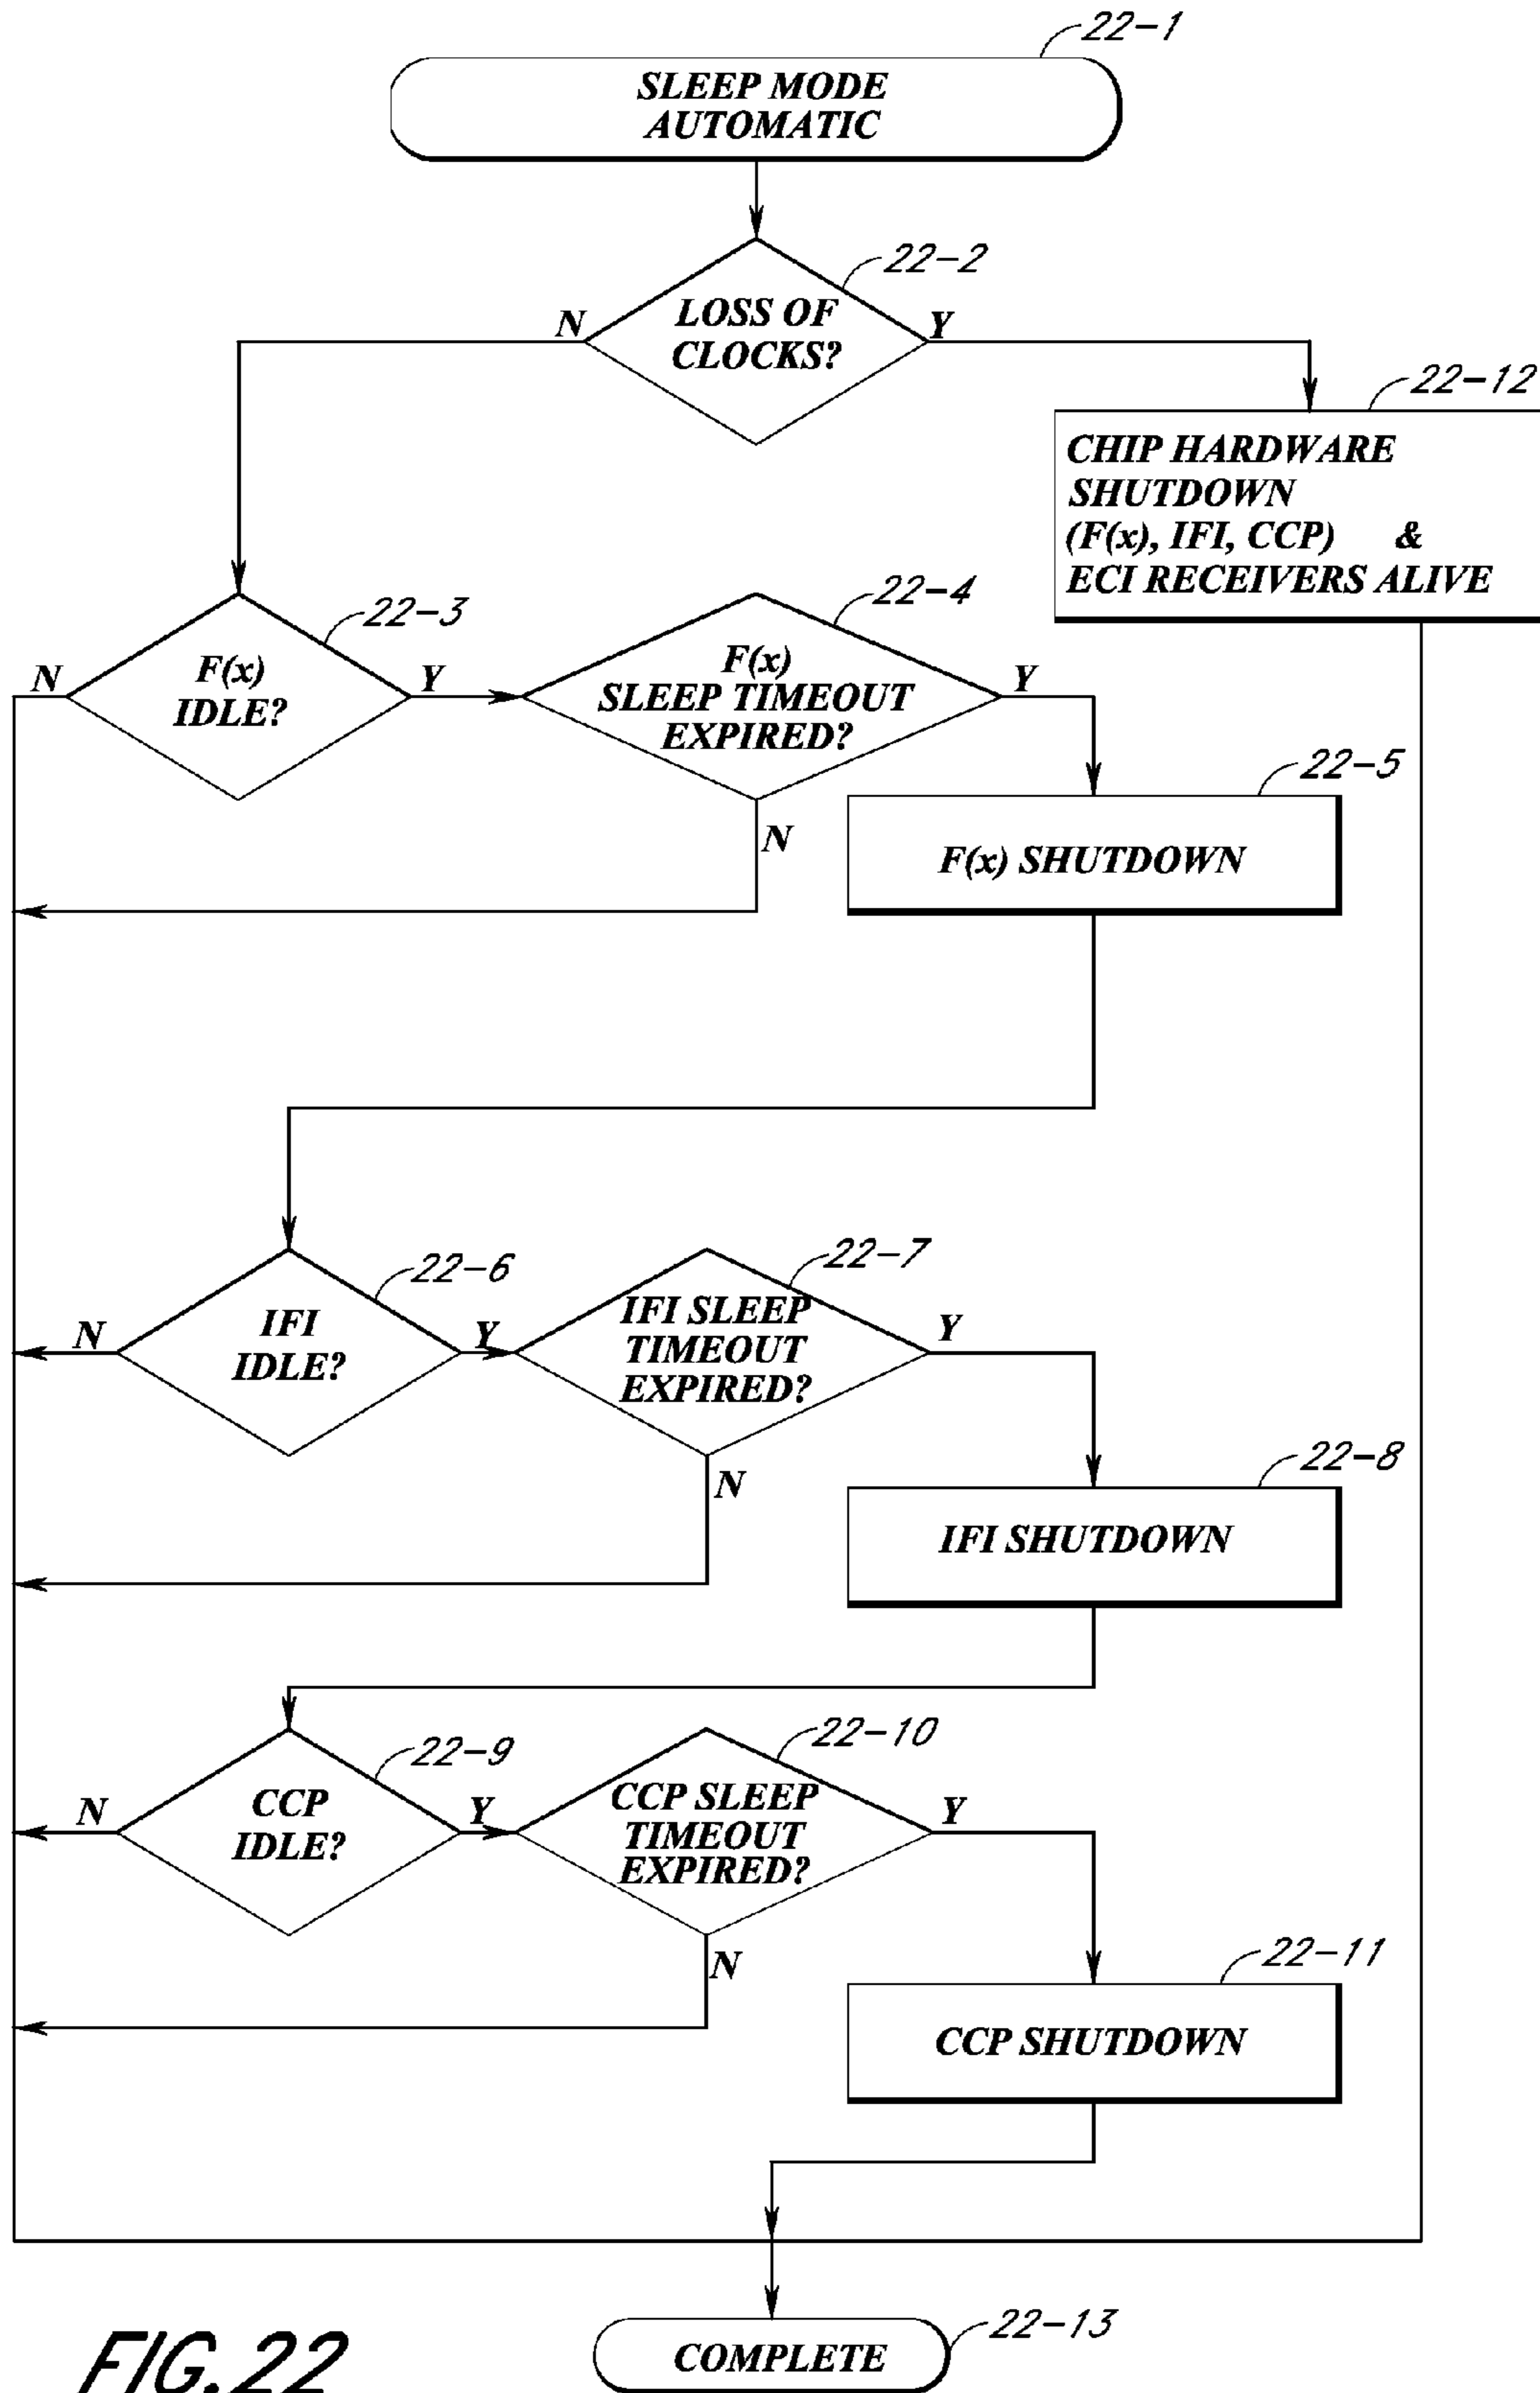 22-1
SLEEP MODE
AUTOMATIC
22-2
N
LOSS OF
CLOCKS?
Y
22-12
CHIP HARDWARE
SHUTDOWN
(F(x), IFI, CCP) &
ECI RECEIVERS ALIVE
22-3
22-4
N
F(x)
IDLE?
Y
F(x)
SLEEP TIMEOUT
EXPIRED?
Y
22-5
N
F(x) SHUTDOWN
22-6
22-7
N
IFI
IDLE?
Y
IFI SLEEP
TIMEOUT
EXPIRED?
Y
22-8
N
IFI SHUTDOWN
22-9
22-10
N
CCP
IDLE?
Y
CCP SLEEP
TIMEOUT
EXPIRED?
Y
22-11
N
CCP SHUTDOWN
22-13
COMPLETE
FIG.22